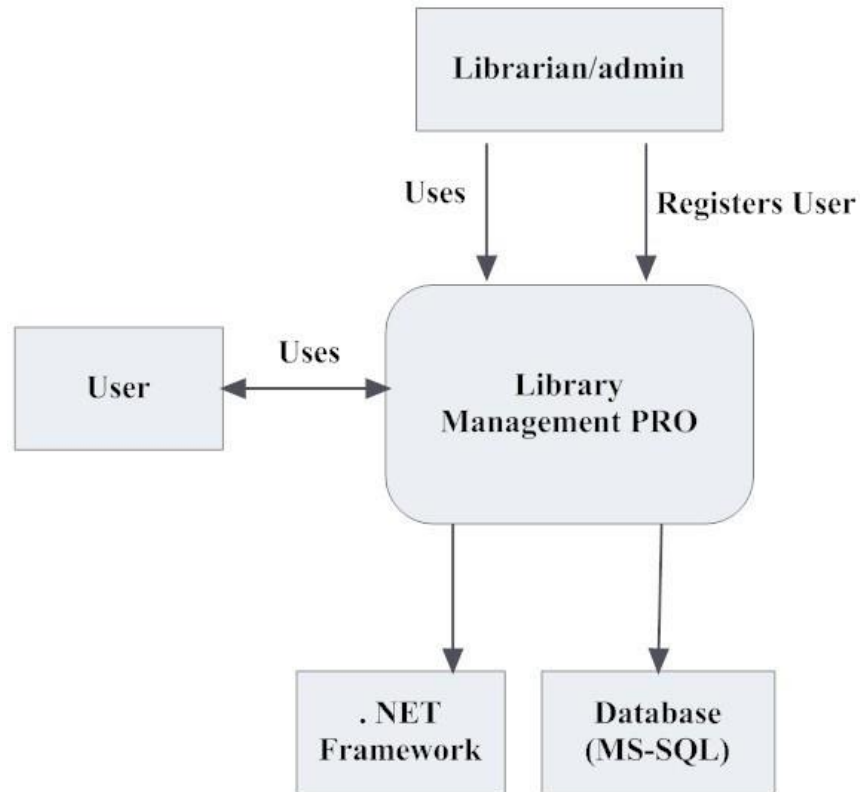 Librarian/admin
Uses
Registers User
User
Uses
Library
Management PRO
. NET
Framework
Database
(MS-SQL)